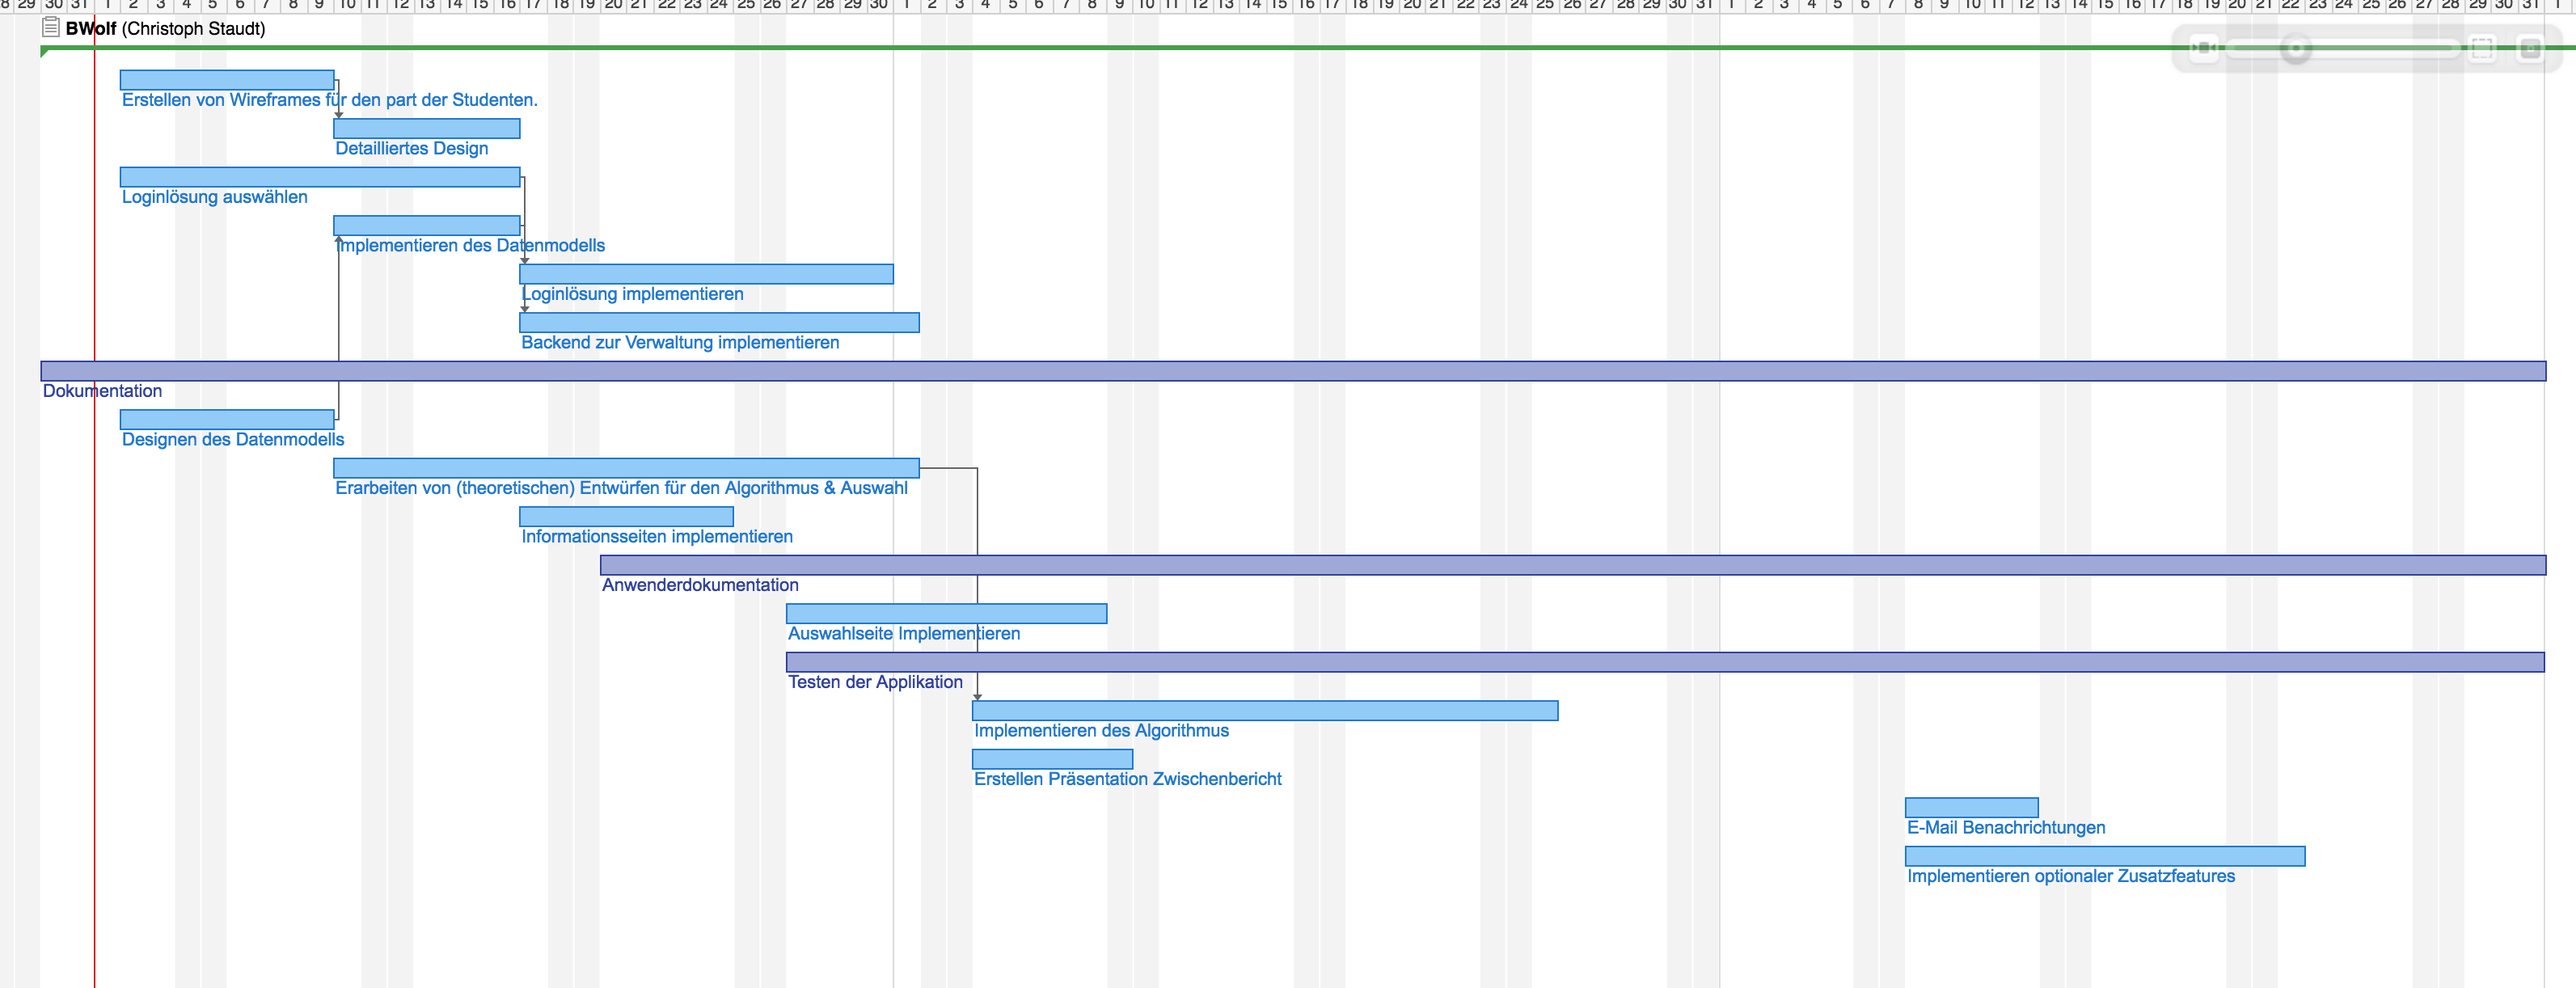 8 29 30 31 1 2 3 4 5 6 7 8 9 10 11 12 13 14 15 16 17 18 19 20 21 22 23 24 25 26 27 28 29 30 1 2 3 4 5 6 7 8 9 10 11 12 13 14 15 16 17 18 19 20 21 22 23 24 25 26 27 28 29 30 31 1 2 3 4 5 6 7 8 9 10 11 12 13 14 15 16 17 18 19 20 21 22 23 24 25 26 27 28 29 30 31 1
BWolf (Christoph Staudt)
Erstellen von Wireframes für den part der Studenten.
Detailliertes Design
Loginlösung auswählen
Implementieren des Datenmodells
Loginlösung implementieren
Backend zur Verwaltung implementieren
Dokumentation
Designen des Datenmodells
Erarbeiten von (theoretischen) Entwürfen für den Algorithmus & Auswahl
Informationsseiten implementieren
Anwenderdokumentation
Auswahlseite Implementieren
Testen der Applikation
Implementieren des Algorithmus
Erstellen Präsentation Zwischenbericht
E-Mail Benachrichtungen
Implementieren optionaler Zusatzfeatures